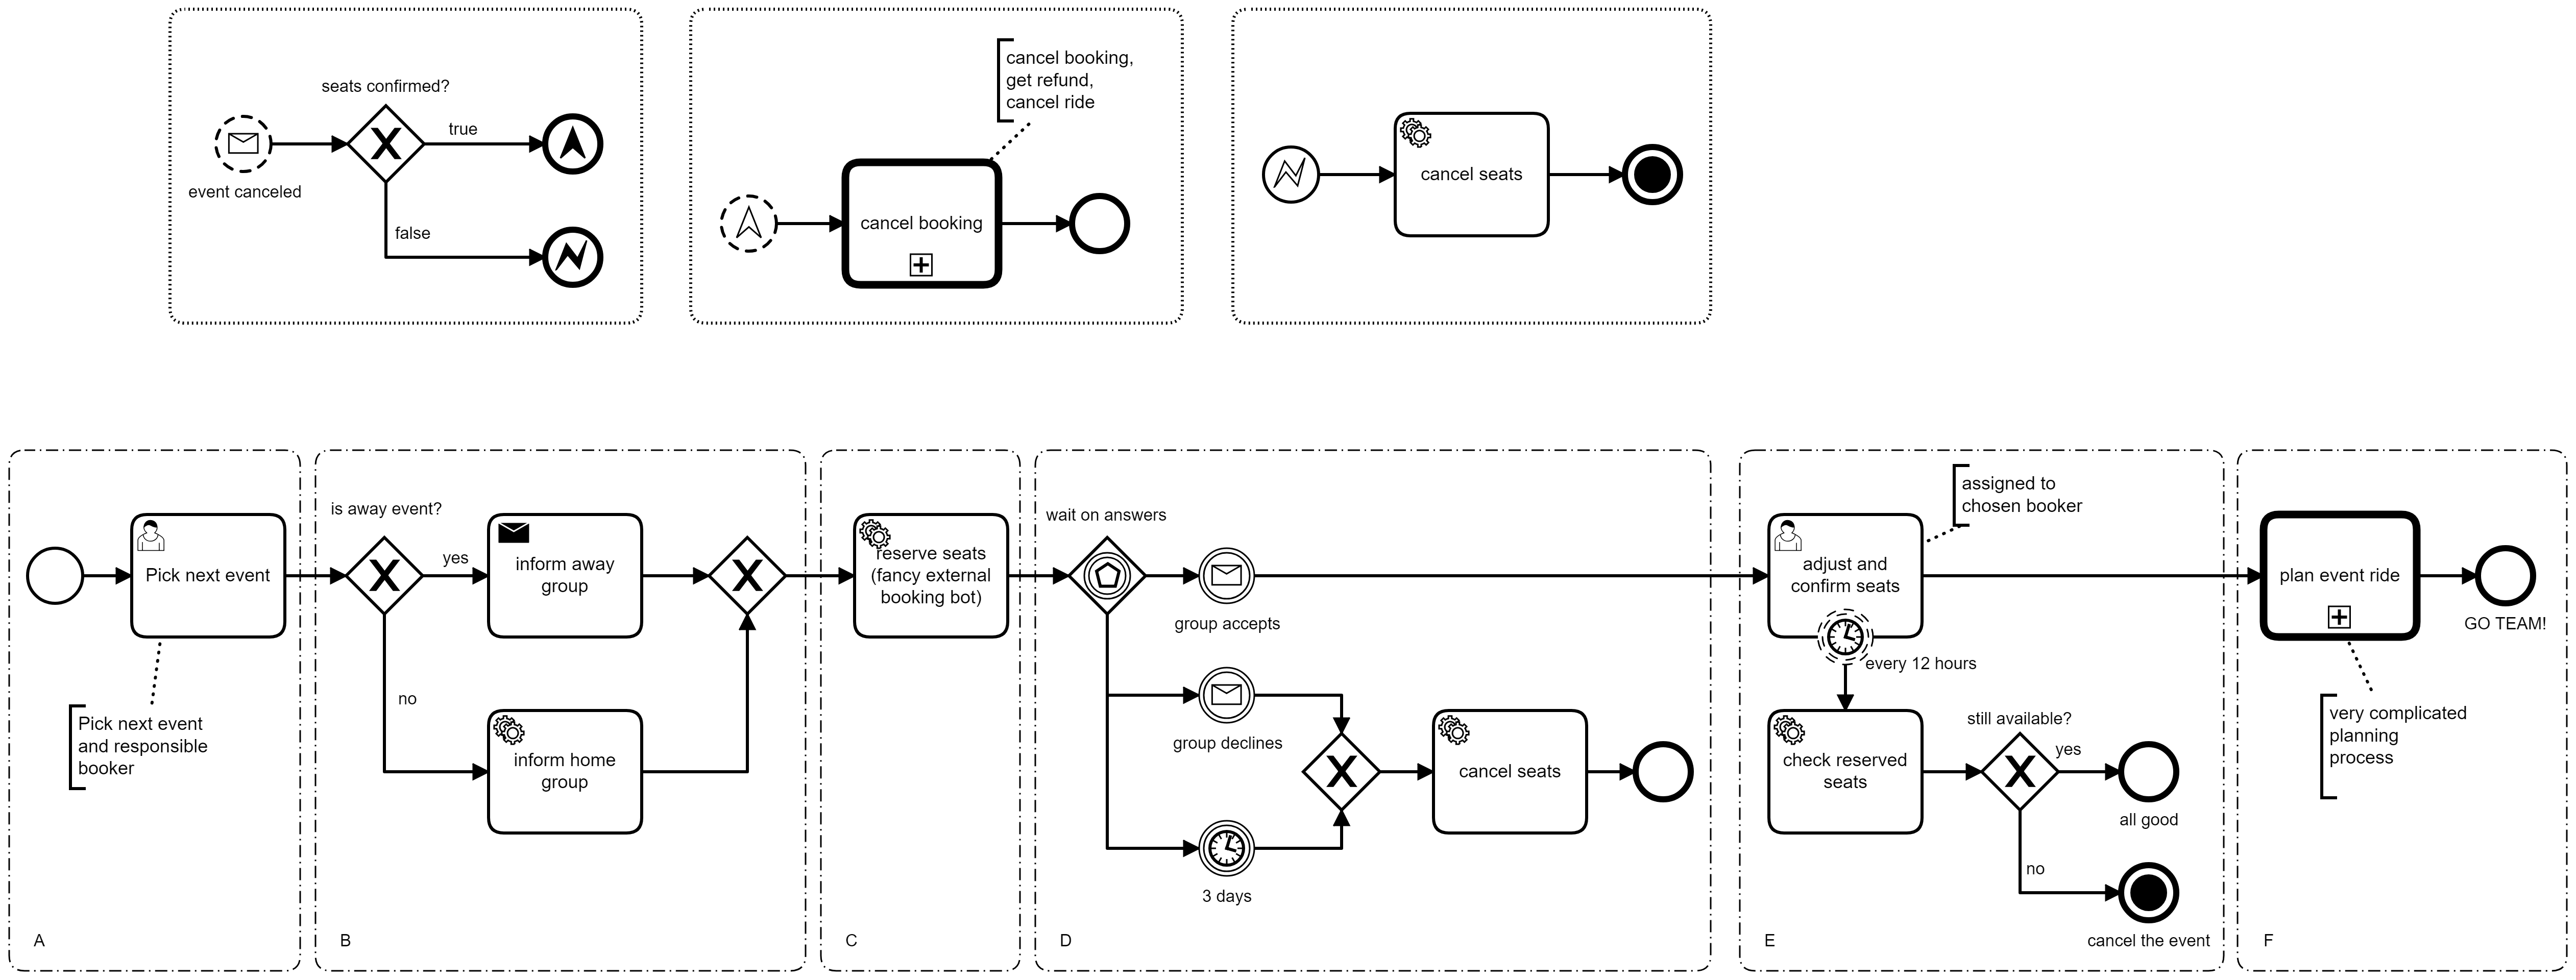 seats confirmed?
true
event canceled
false
cancel booking,
get refund,
cancel ride
cancel booking
cancel seats
Pick next event
Pick next event
and responsible
booker
A
is away event?
yes
inform away
group
no
inform home
group
B
reserve seats
(fancy external
booking bot)
C
wait on answers
group accepts
group declines
3 days
cancel seats
D
assigned to
chosen booker
adjust and
confirm seats
every 12 hours
check reserved
seats
still available?
yes
all good
no
cancel the event
E
plan event ride
GO TEAM!
very complicated
planning
process
F